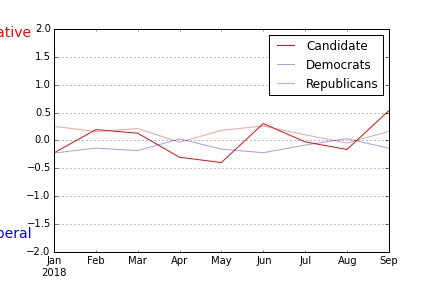 ative
2.0
1.5
1.0
0.5
0.0
−0.5
−1.0
−1.5
−2.0
beral
Candidate
Democrats
Republicans
Jan Feb Mar Apr May Jun Jul Aug Sep
2018